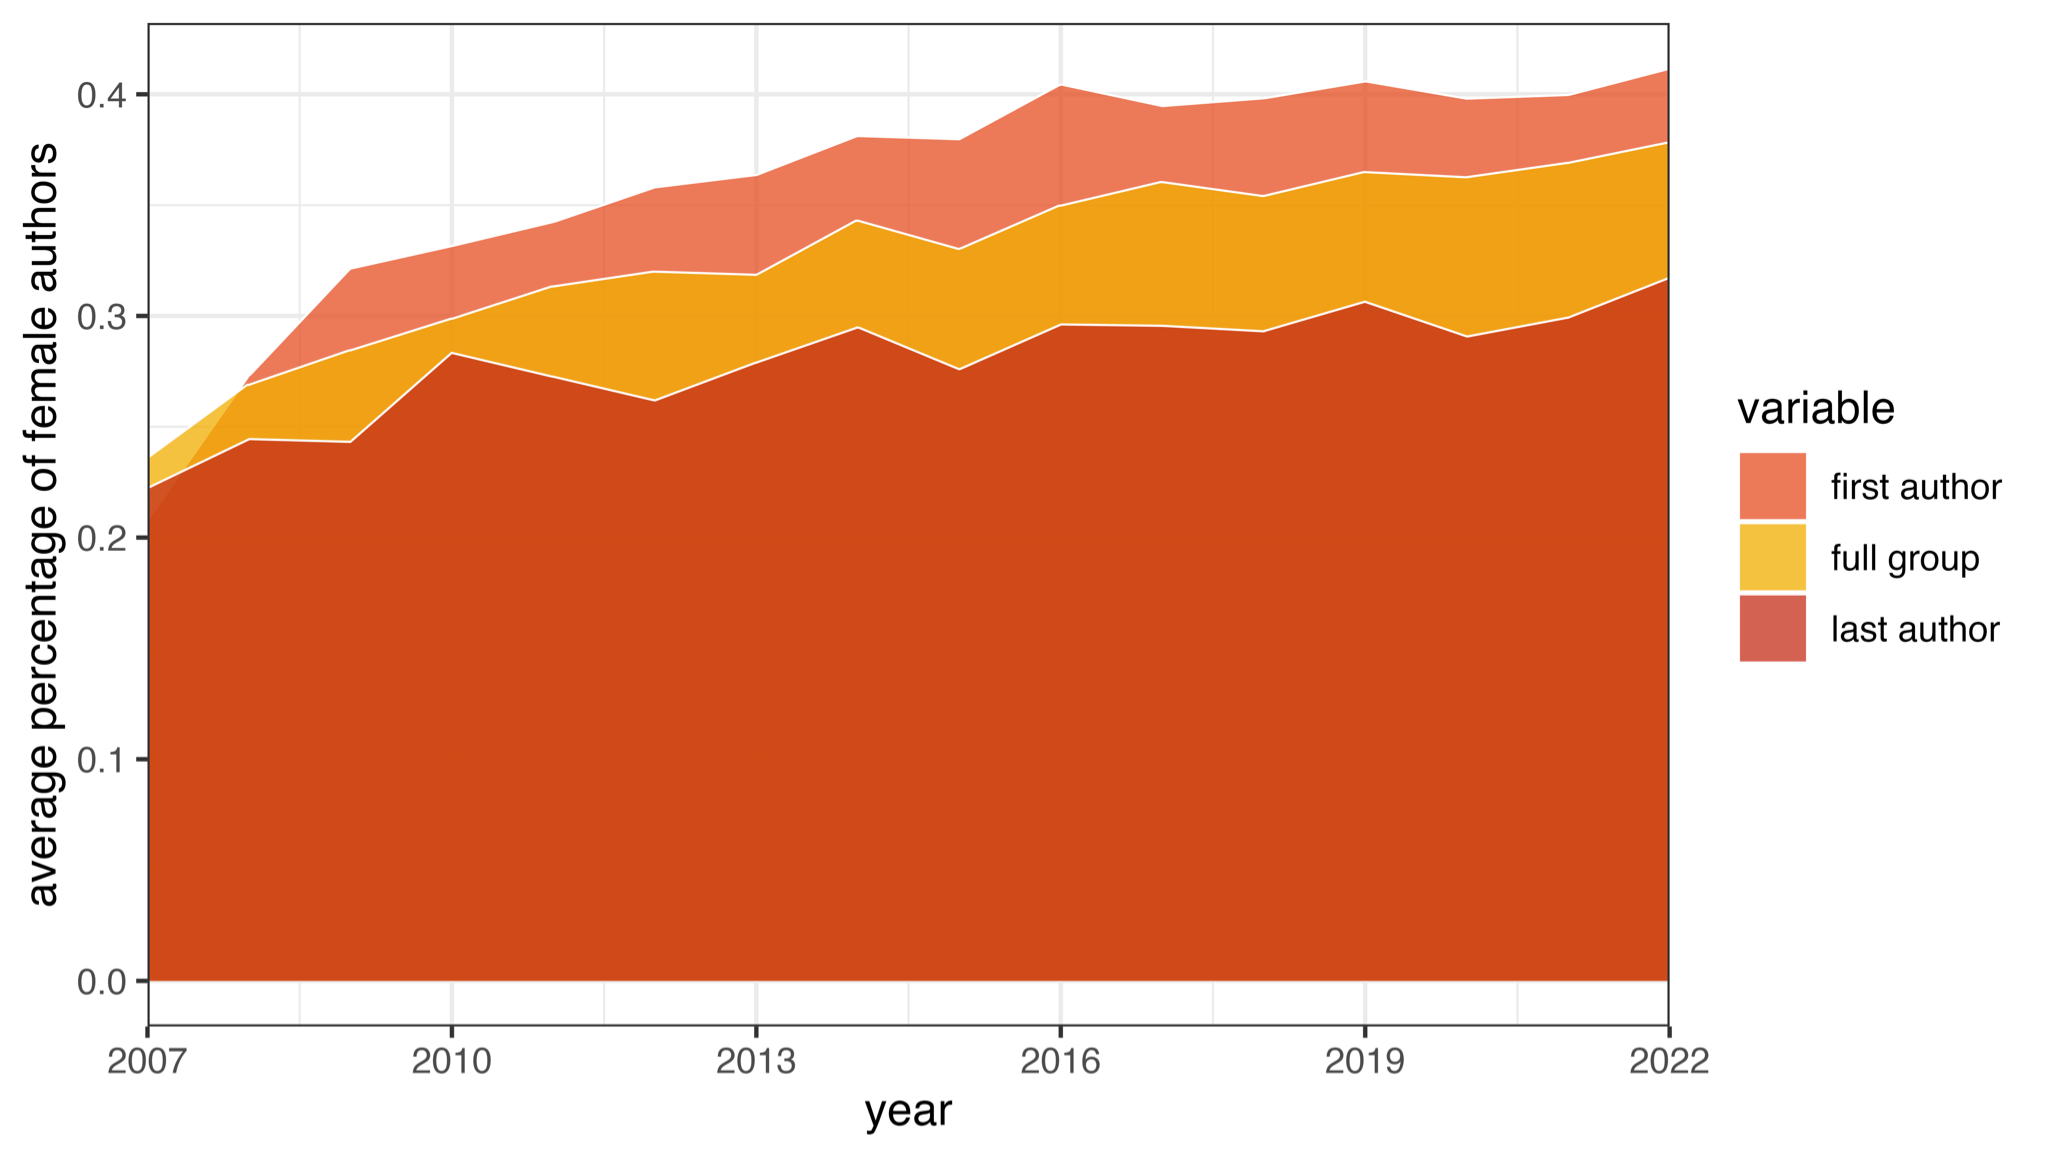 average percentage of female authors
0.4
0.3
0.2
0.1
0.0
2007 2010 2013 2016 2019 2022
year
variable
first author
full group
last author